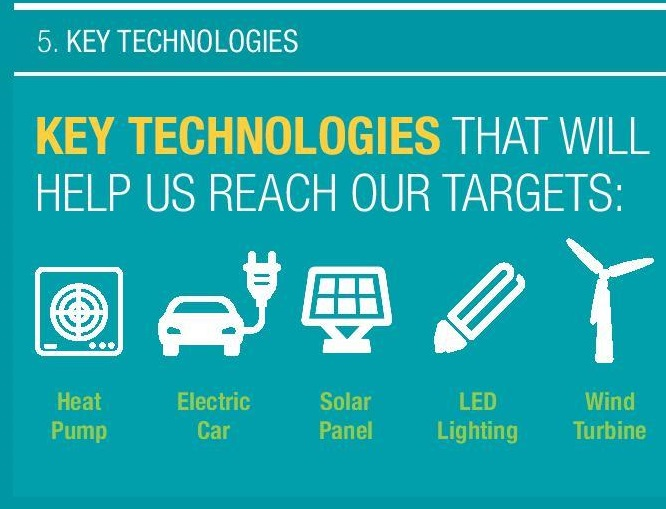 5. KEY TECHNOLOGIES
KEY TECHNOLOGIES THAT WILL
HELP US REACH OUR TARGETS:
Heat Pump
Electric Car
Solar Panel
LED Lighting
Wind Turbine